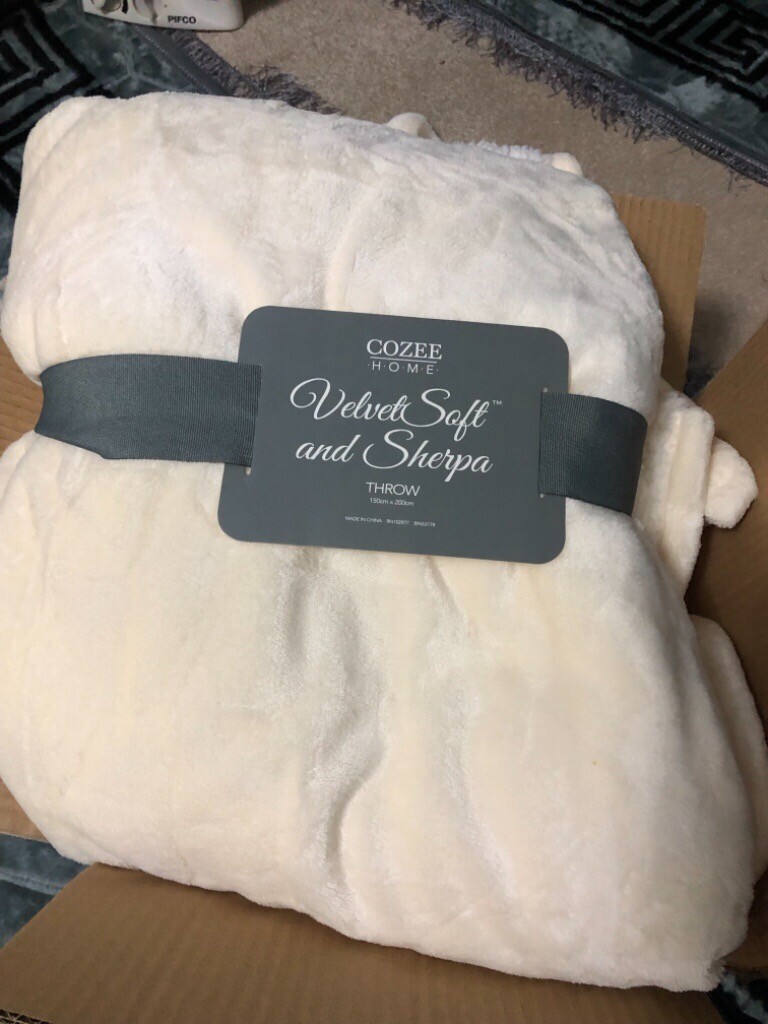 PIFCO
COZEE
·HOME·
VelvetSoft™
and Sherpa
THROW
150cm x 200cm
MADE IN CHINA